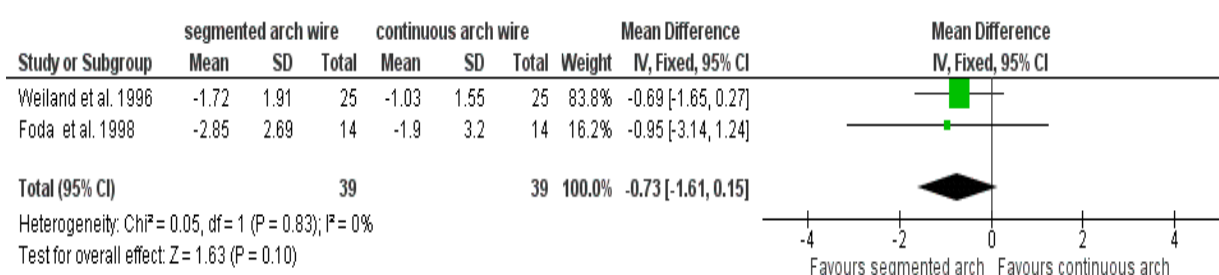 segmented arch wire continuous arch wire Mean Difference Mean Difference
Study or Subgroup Mean SD Total Mean SD Total Weight IV, Fixed, 95% CI IV, Fixed, 95% CI
Weiland et al. 1996 -1.72 1.91 25 -1.03 1.55 25 83.8% -0.69 [-1.65, 0.27]
Foda et al. 1998 -2.85 2.69 14 -1.9 3.2 14 16.2% -0.95 [-3.14, 1.24]
Total (95% CI) 39 39 100.0% -0.73 [-1.61, 0.15]
Heterogeneity: Chi² = 0.05, df = 1 (P = 0.83); I² = 0%
Test for overall effect: Z = 1.63 (P = 0.10)
-4 -2 0 2 4
Favours segmented arch Favours continuous arch